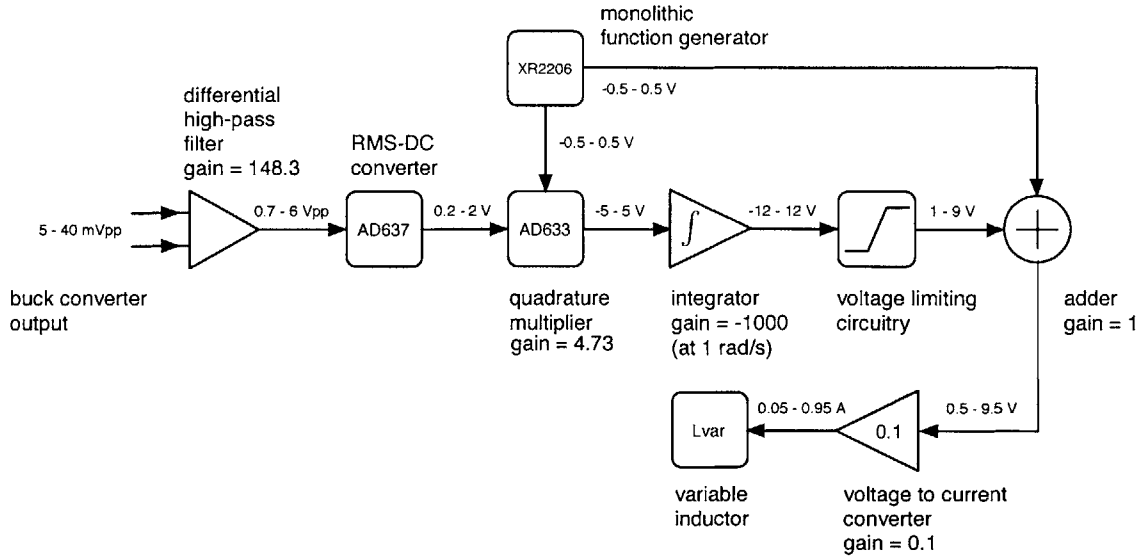 monolithic
function generator
XR2206
-0.5 - 0.5 V
-0.5 - 0.5 V
differential
high-pass
filter
gain = 148.3
RMS-DC
converter
5 - 40 mVpp
0.7 - 6 Vpp
AD637
0.2 - 2 V
AD633
-5 - 5 V
∫
-12 - 12 V
1 - 9 V
buck converter
output
quadrature
multiplier
gain = 4.73
integrator
gain = -1000
(at 1 rad/s)
voltage limiting
circuitry
adder
gain = 1
Lvar
0.05 - 0.95 A
0.1
0.5 - 9.5 V
variable
inductor
voltage to current
converter
gain = 0.1